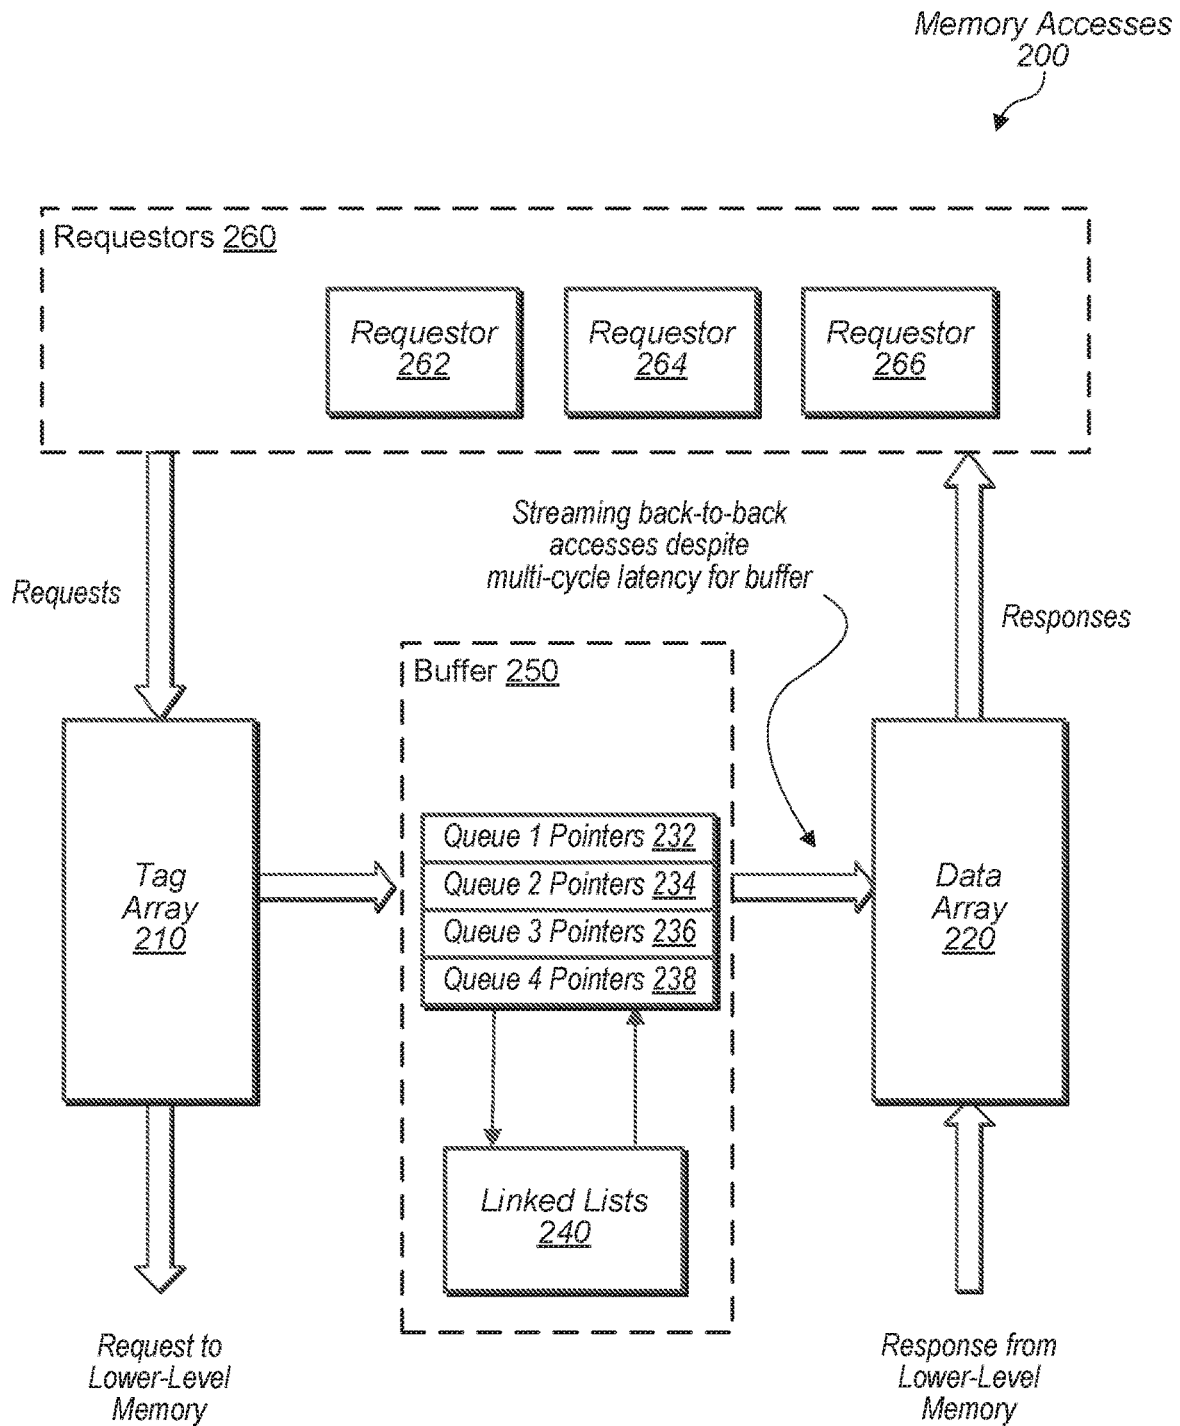 Memory Accesses
200
Requestors 260
Requestor
262
Requestor
264
Requestor
266
Streaming back-to-back
accesses despite
multi-cycle latency for buffer
Requests
Responses
Buffer 250
Queue 1 Pointers 232
Queue 2 Pointers 234
Queue 3 Pointers 236
Queue 4 Pointers 238
Tag
Array
210
Data
Array
220
Linked Lists
240
Request to
Lower-Level
Memory
Response from
Lower-Level
Memory